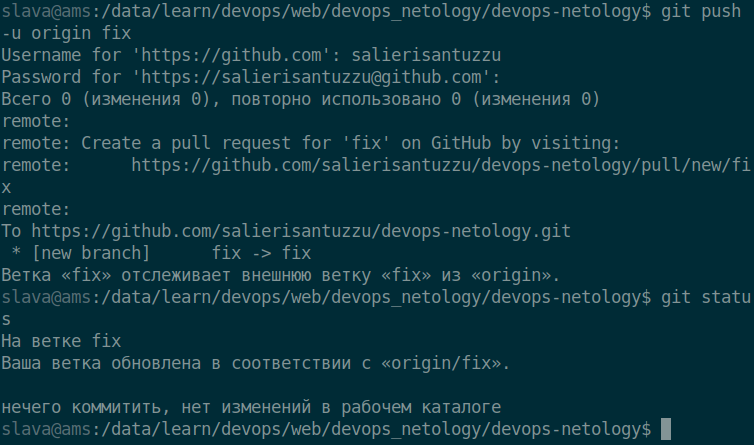 slava@ams:/data/learn/devops/web/devops_netology/devops-netology$ git push
-u origin fix
Username for 'https://github.com': salierisantuzzu
Password for 'https://salierisantuzzu@github.com':
Всего 0 (изменения 0), повторно использовано 0 (изменения 0)
remote:
remote: Create a pull request for 'fix' on GitHub by visiting:
remote:      https://github.com/salierisantuzzu/devops-netology/pull/new/fi
x
remote:
To https://github.com/salierisantuzzu/devops-netology.git
 * [new branch]      fix -> fix
Ветка «fix» отслеживает внешнюю ветку «fix» из «origin».
slava@ams:/data/learn/devops/web/devops_netology/devops-netology$ git statu
s
На ветке fix
Ваша ветка обновлена в соответствии с «origin/fix».

нечего коммитить, нет изменений в рабочем каталоге
slava@ams:/data/learn/devops/web/devops_netology/devops-netology$